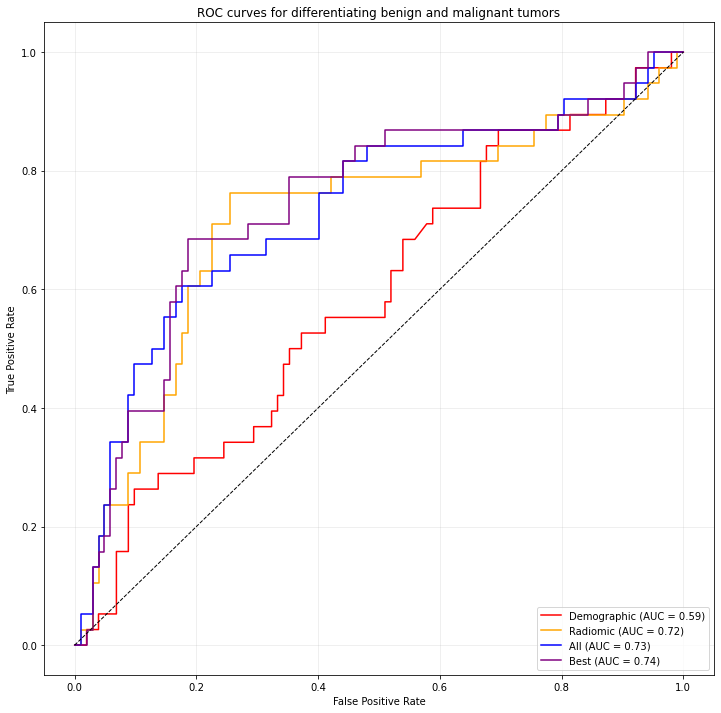 ROC curves for differentiating benign and malignant tumors
1.0
0.8
0.6
0.4
0.2
0.0
True Positive Rate
0.0 0.2 0.4 0.6 0.8 1.0
False Positive Rate
Demographic (AUC = 0.59)
Radiomic (AUC = 0.72)
All (AUC = 0.73)
Best (AUC = 0.74)